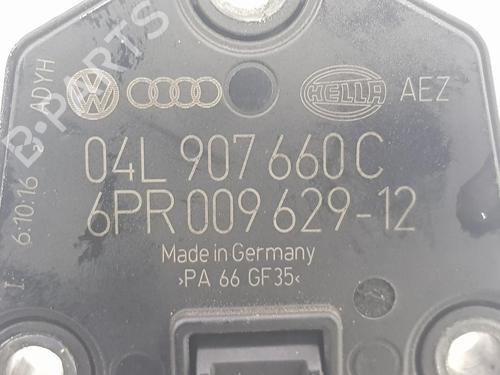 HELLA AEZ
04L 907 660 C
6PR 009 629-12
Made in Germany
>PA 66 GF35<
6:10:16
ADYH
B-PARTS